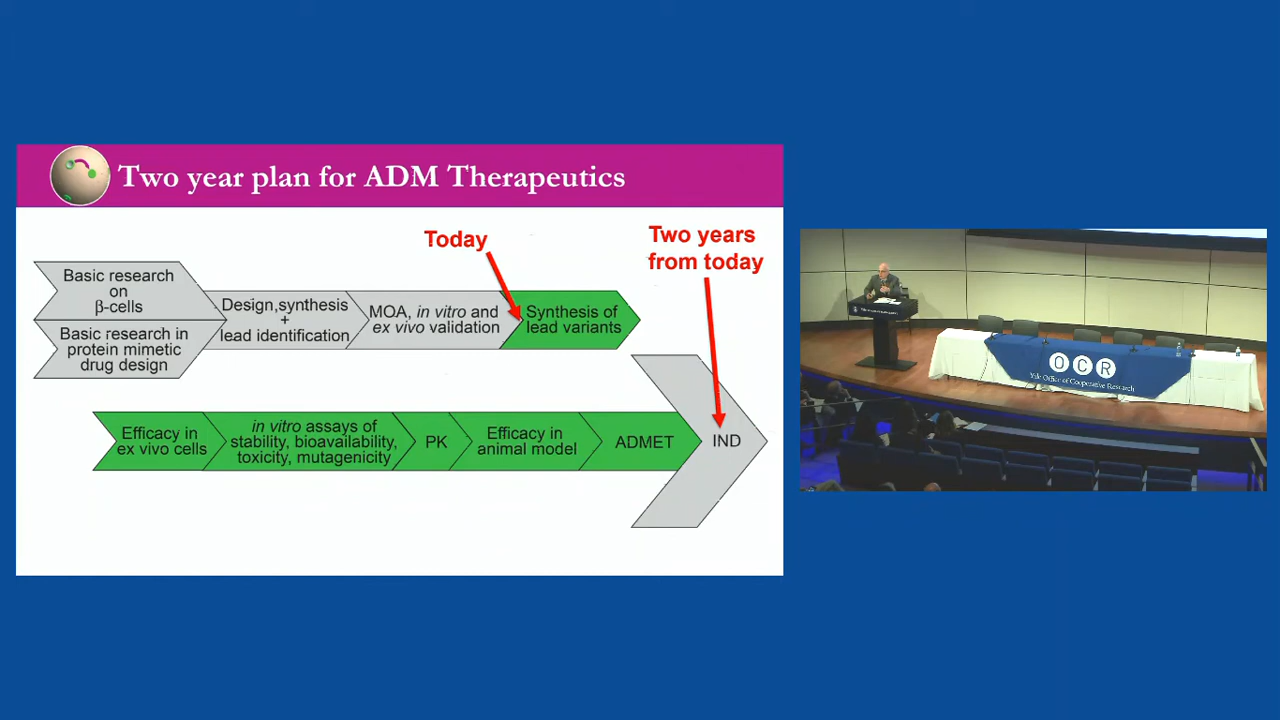 Two year plan for ADM Therapeutics
Today
Two years
from today
Basic research
on
β-cells
Basic research in
protein mimetic
drug design
Design,synthesis
+
lead identification
MOA, in vitro and
ex vivo validation
Synthesis of
lead variants
Efficacy in
ex vivo cells
in vitro assays of
stability, bioavailability,
toxicity, mutagenicity
PK
Efficacy in
animal model
ADMET
IND
OCR
Yale Office of Cooperative Research